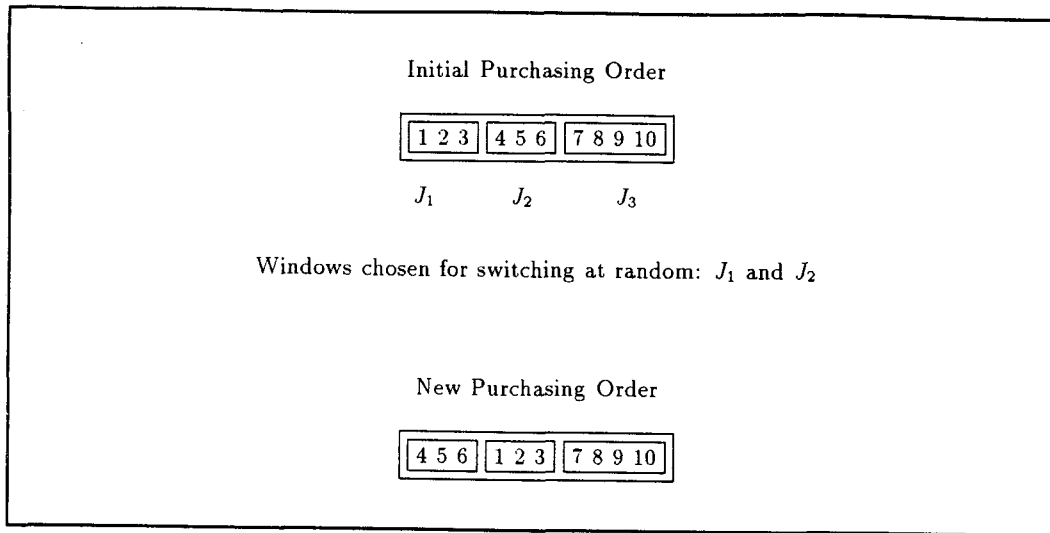 Initial Purchasing Order
1 2 3 4 5 6 7 8 9 10
J₁ J₂ J₃
Windows chosen for switching at random: J₁ and J₂
New Purchasing Order
4 5 6 1 2 3 7 8 9 10